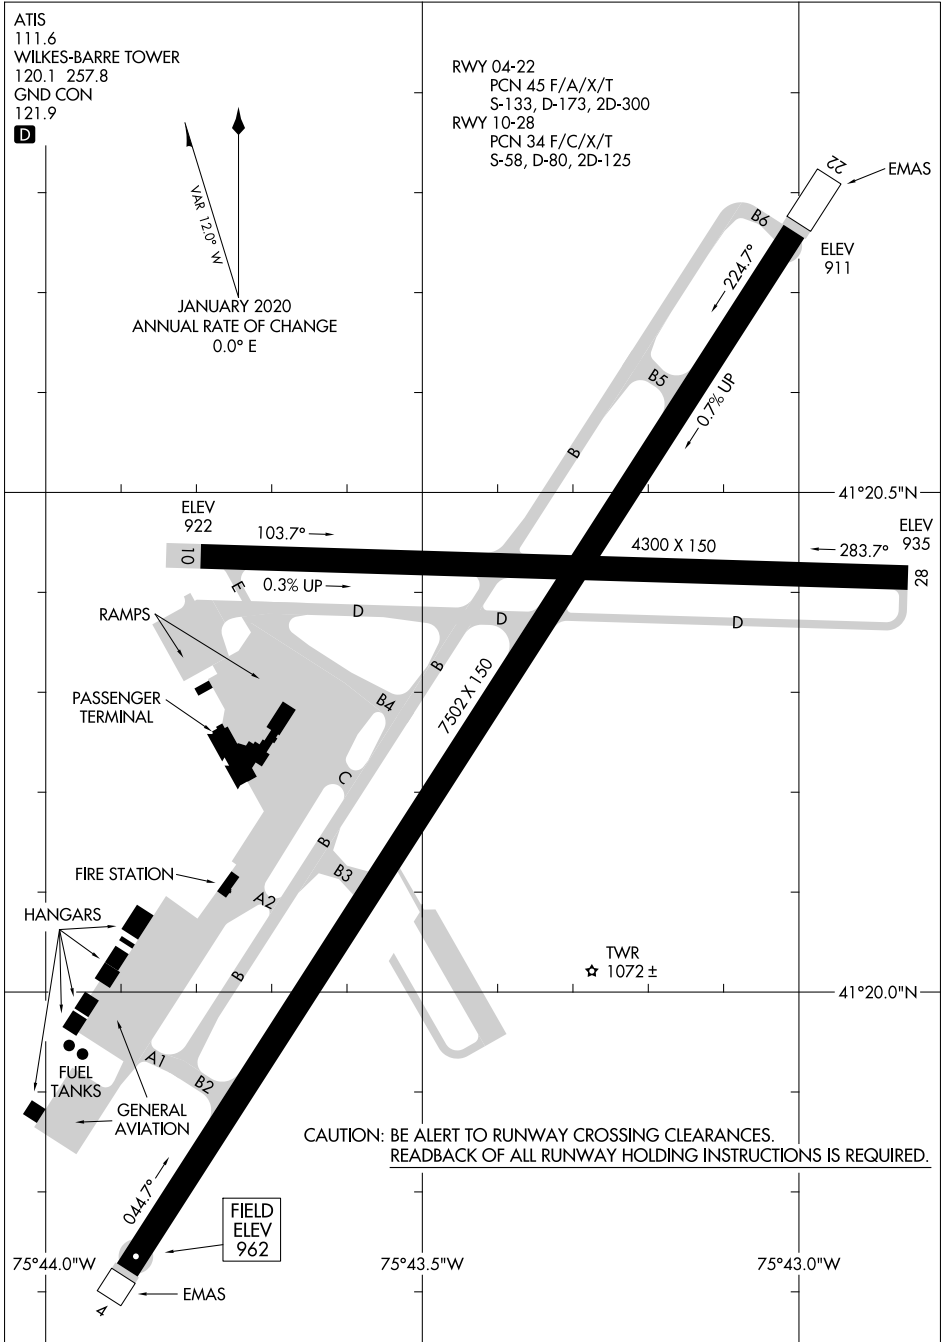 ATIS
111.6
WILKES-BARRE TOWER
120.1 257.8
GND CON
121.9
D
RWY 04-22
PCN 45 F/A/X/T
S-133, D-173, 2D-300
RWY 10-28
PCN 34 F/C/X/T
S-58, D-80, 2D-125
VAR 12.0° W
JANUARY 2020
ANNUAL RATE OF CHANGE
0.0° E
22
EMAS
B6
ELEV
911
224.7°
B5
0.7% UP
B
41°20.5"N
ELEV
922
103.7°
10
0.3% UP
4300 X 150
283.7°
ELEV
935
28
E
RAMPS
D
D
D
B
7502 X 150
B4
PASSENGER
TERMINAL
C
B
B3
FIRE STATION
A2
HANGARS
B
TWR
1072 ±
41°20.0"N
A1
B2
FUEL
TANKS
GENERAL
AVIATION
CAUTION: BE ALERT TO RUNWAY CROSSING CLEARANCES.
READBACK OF ALL RUNWAY HOLDING INSTRUCTIONS IS REQUIRED.
044.7°
FIELD
ELEV
962
75°44.0"W
75°43.5"W
75°43.0"W
EMAS
4